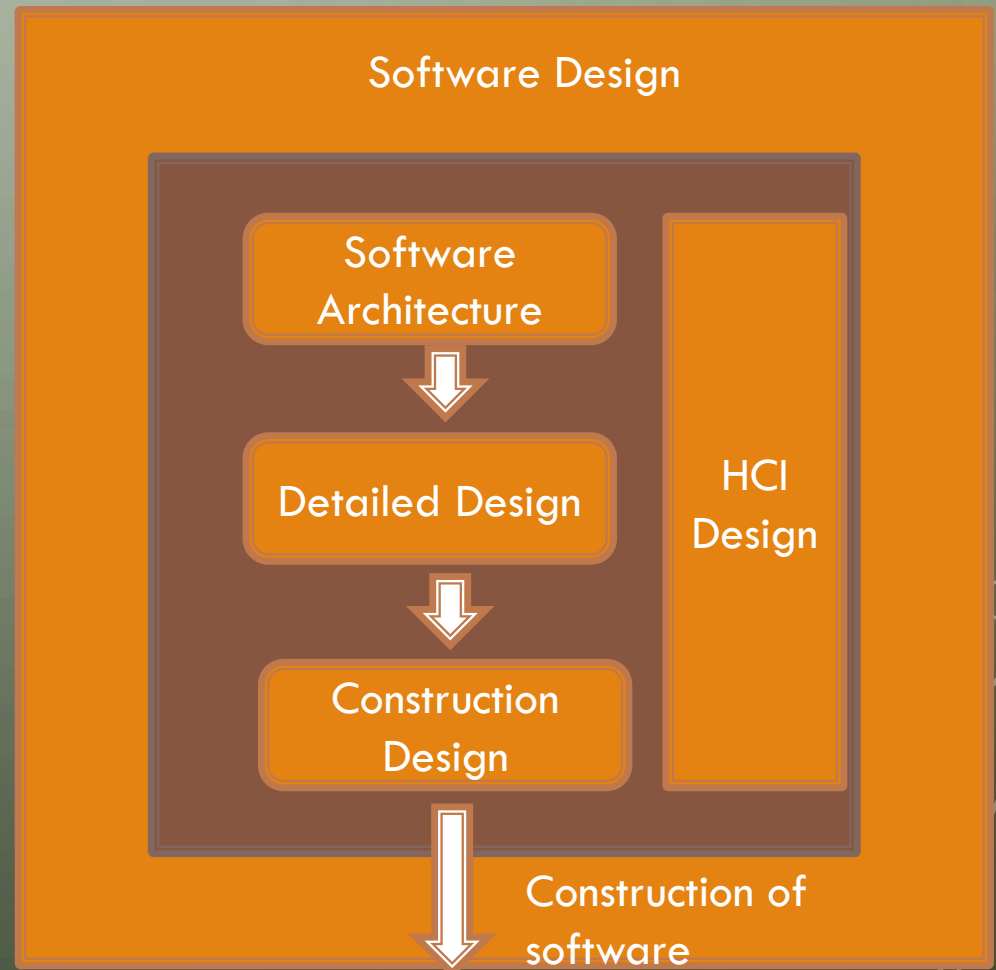 Software Design
Software
Architecture
Detailed Design
Construction
Design
HCI
Design
Construction of
software